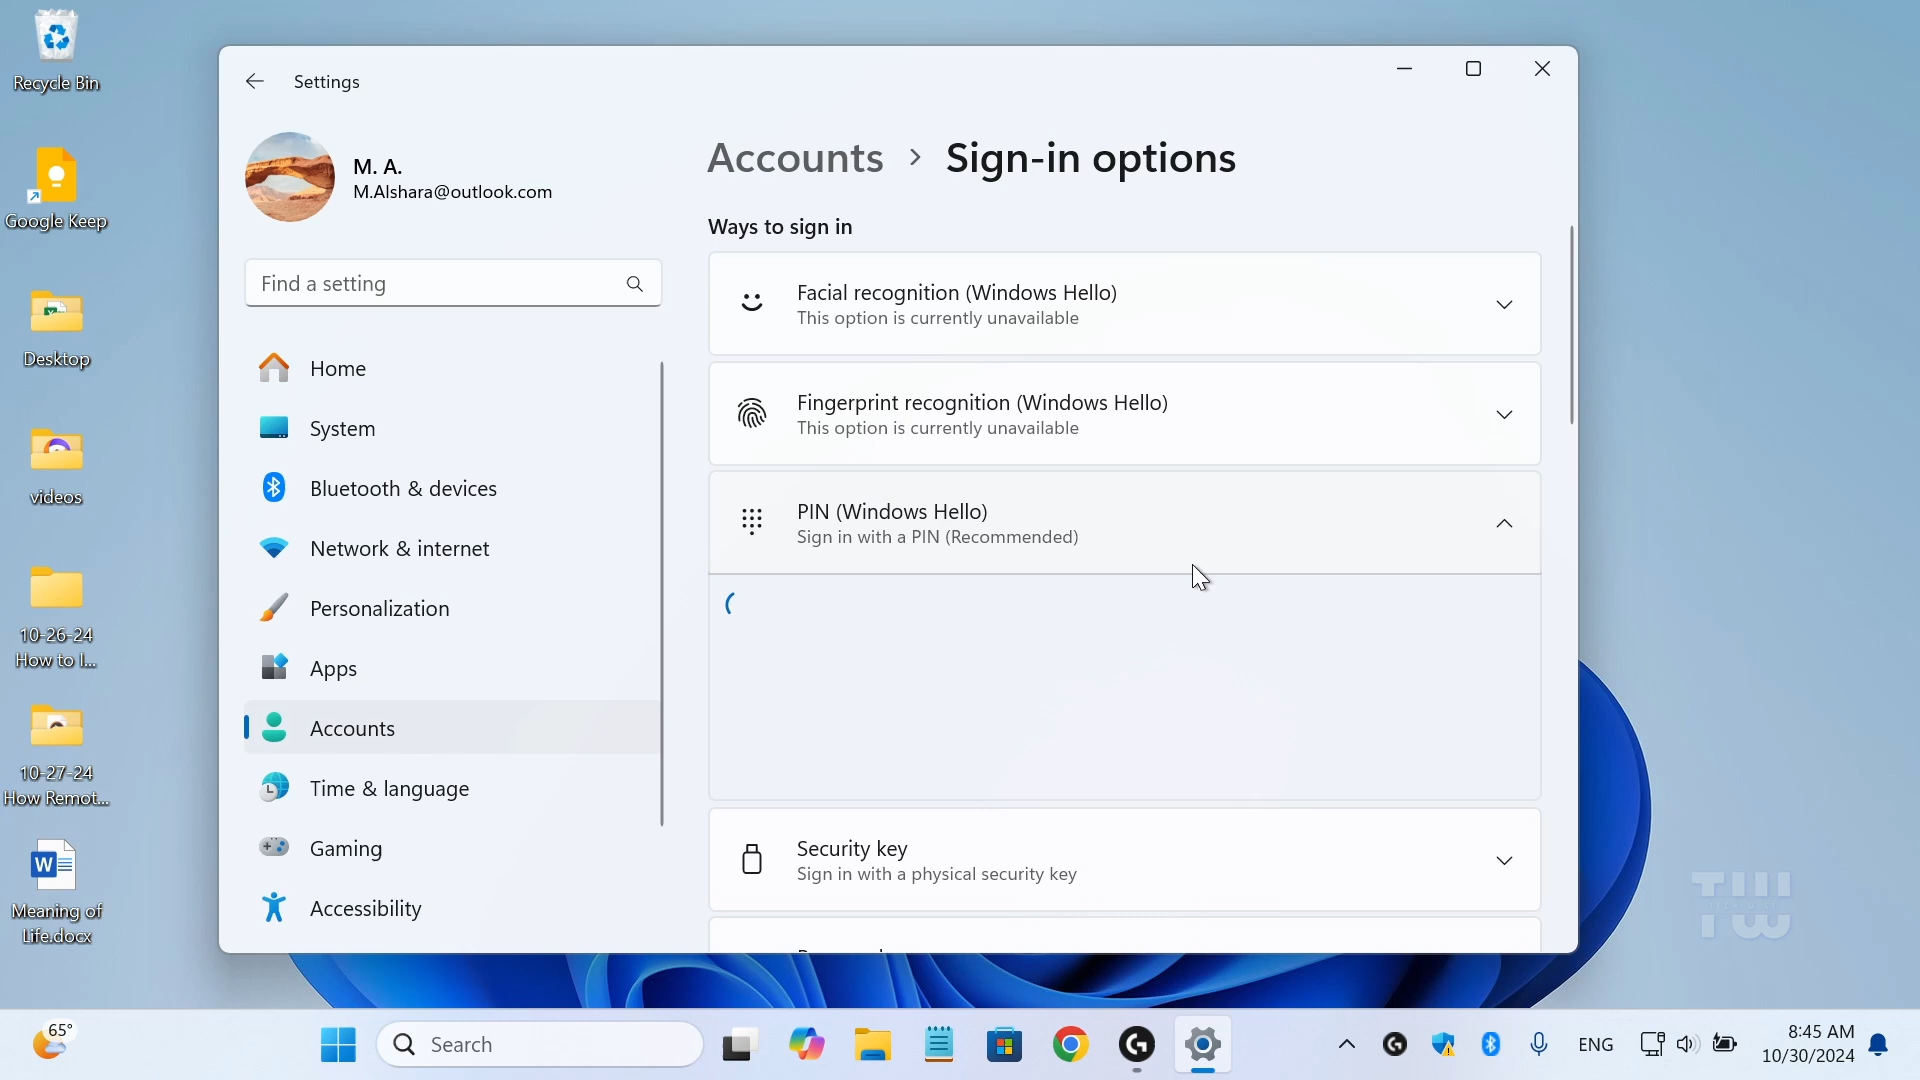 Recycle Bin
Google Keep
Desktop
videos
10-26-24
How to I...
10-27-24
How Remot...
Meaning of
Life.docx
Settings
M. A.
M.Alshara@outlook.com
Find a setting
Home
System
Bluetooth & devices
Network & internet
Personalization
Apps
Accounts
Time & language
Gaming
Accessibility
Accounts > Sign-in options
Ways to sign in
Facial recognition (Windows Hello)
This option is currently unavailable
Fingerprint recognition (Windows Hello)
This option is currently unavailable
PIN (Windows Hello)
Sign in with a PIN (Recommended)
Security key
Sign in with a physical security key
65°
Search
ENG
8:45 AM
10/30/2024